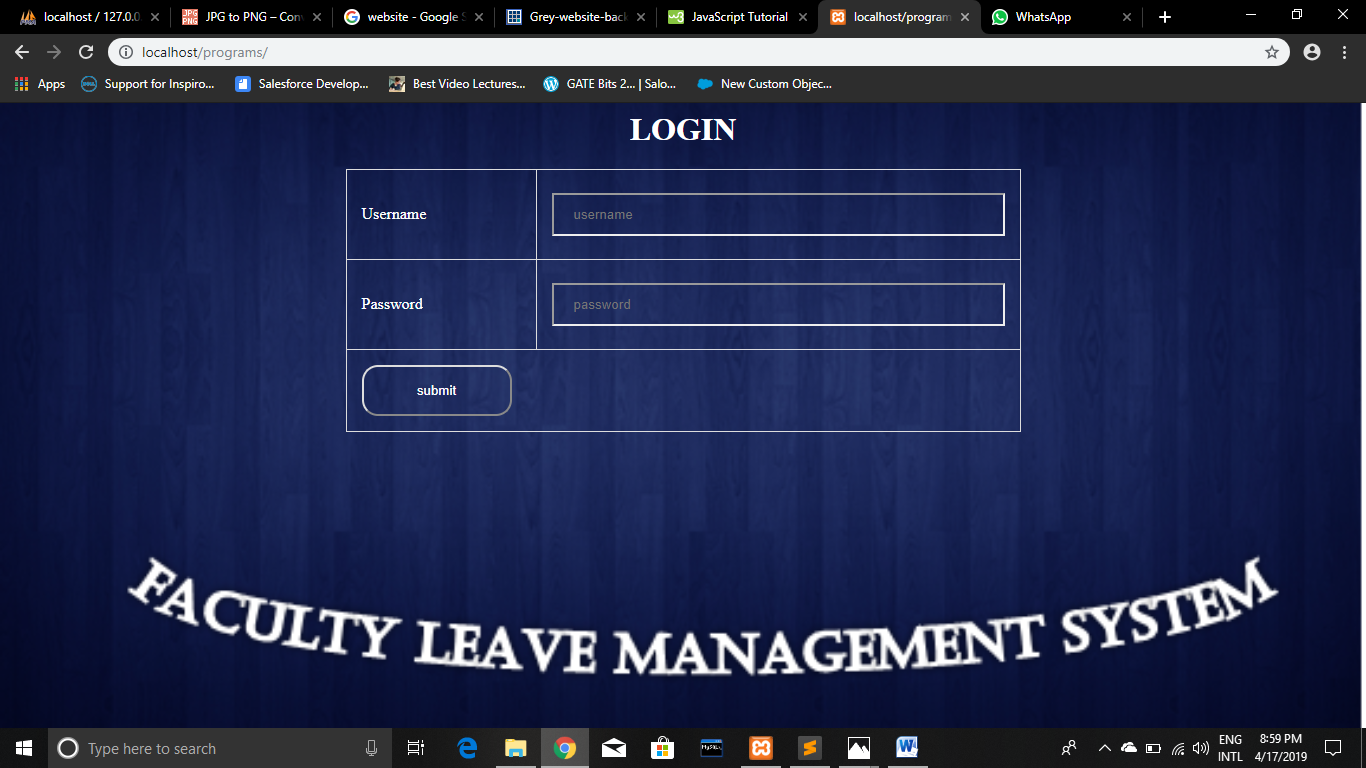 localhost / 127.0.0.
JPG to PNG – Con
website - Google S
Grey-website-bac
JavaScript Tutorial
localhost/program
WhatsApp
localhost/programs/
Apps
Support for Inspiro...
Salesforce Develop...
Best Video Lectures...
GATE Bits 2... | Salo...
New Custom Objec...
LOGIN
Username
username
Password
password
submit
FACULTY LEAVE MANAGEMENT SYSTEM
Type here to search
ENG
INTL
8:59 PM
4/17/2019